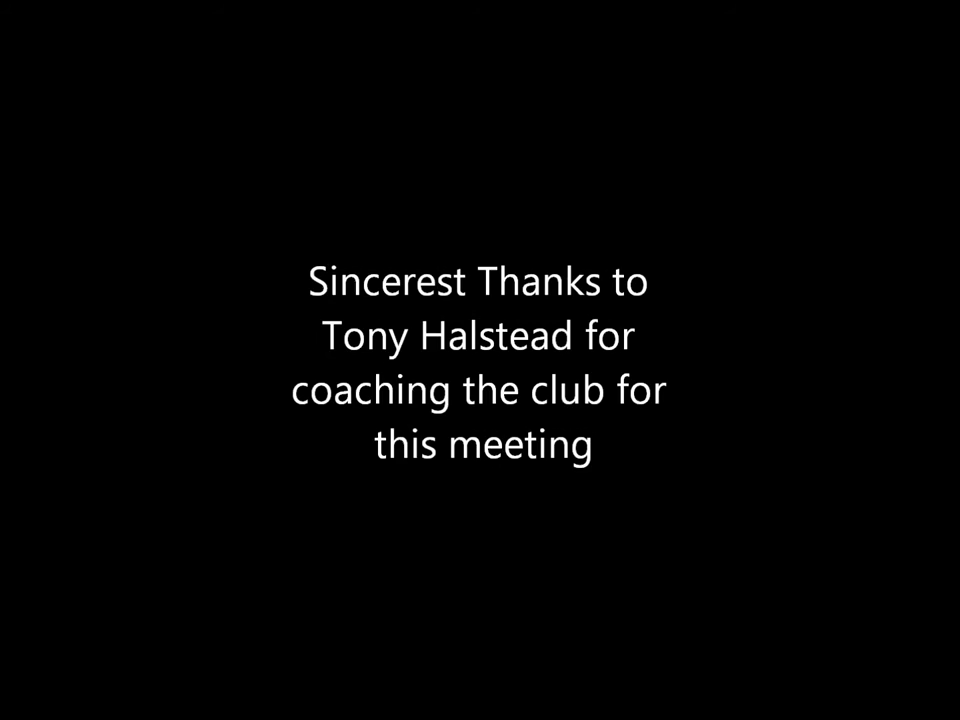 Sincerest Thanks to
Tony Halstead for
coaching the club for
this meeting